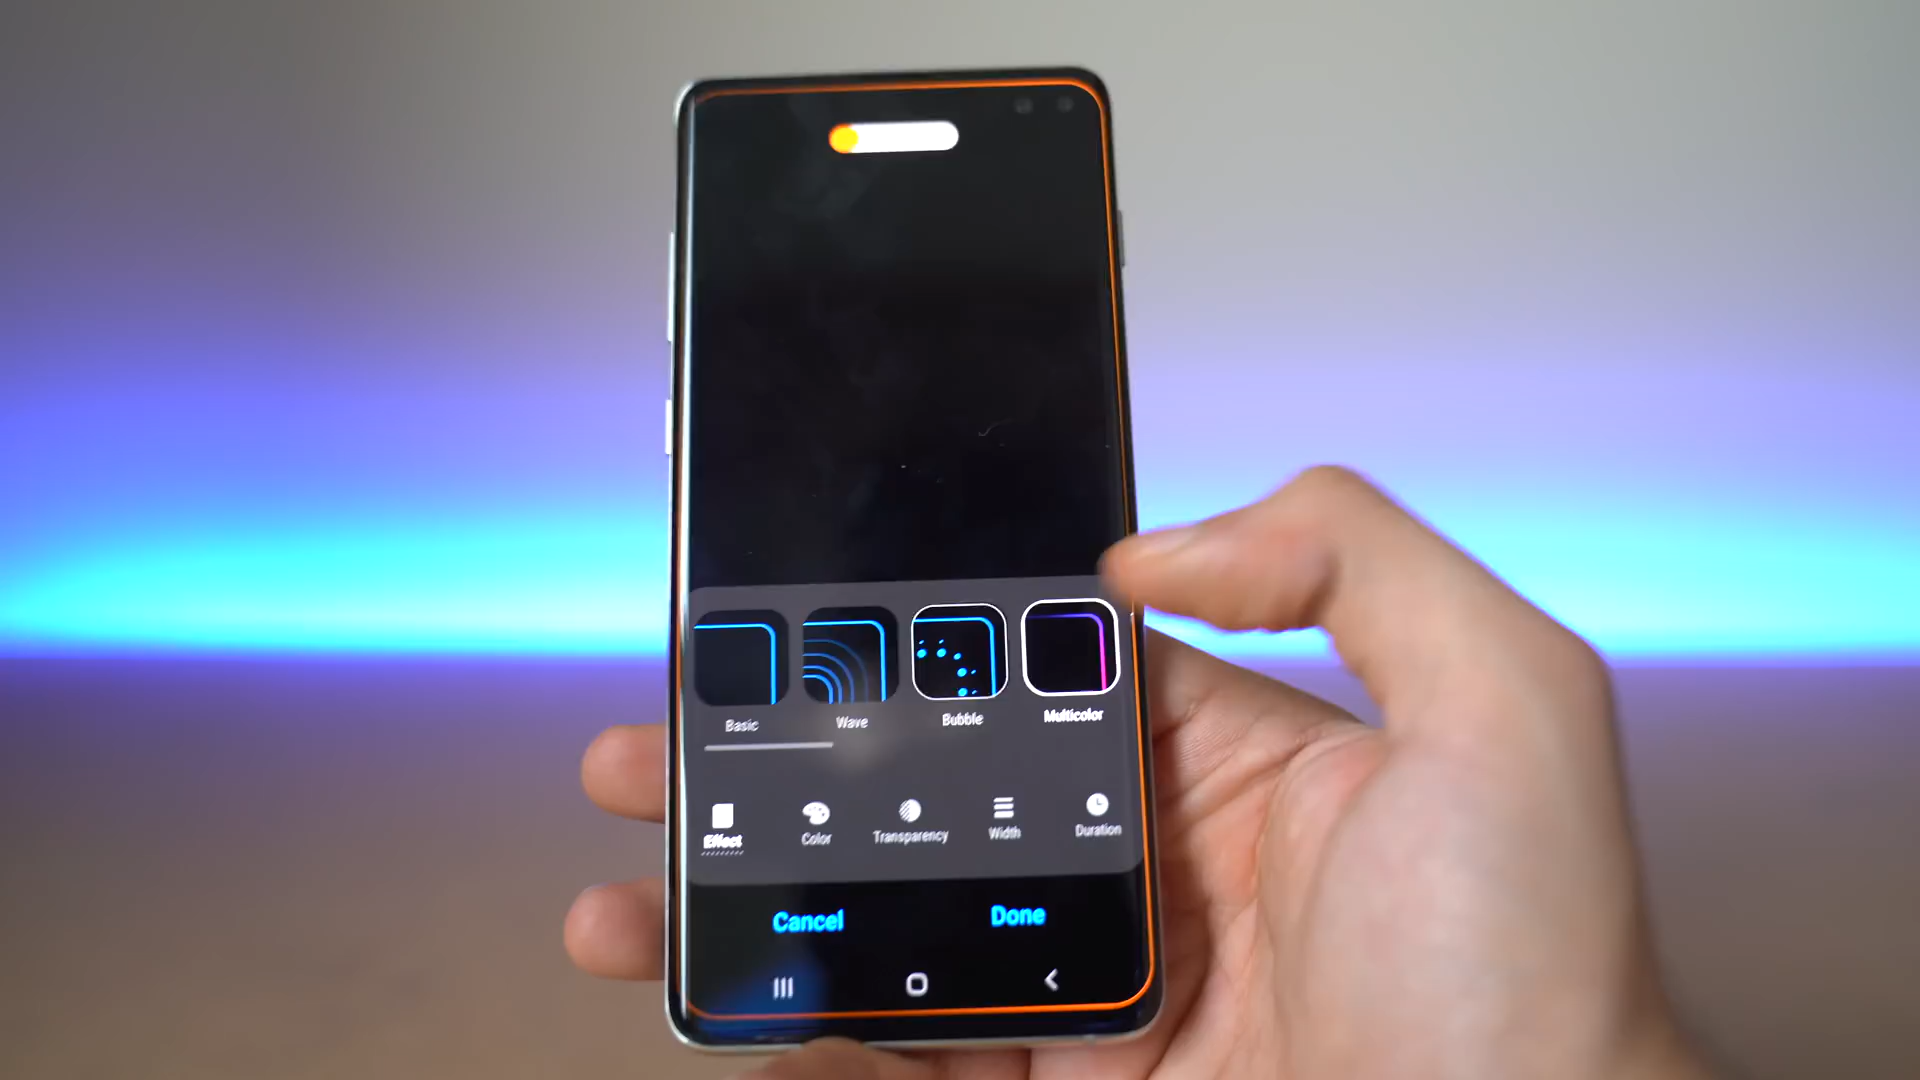 Basic
Wave
Bubble
Multicolor
Effect
Color
Transparency
Width
Duration
Cancel
Done